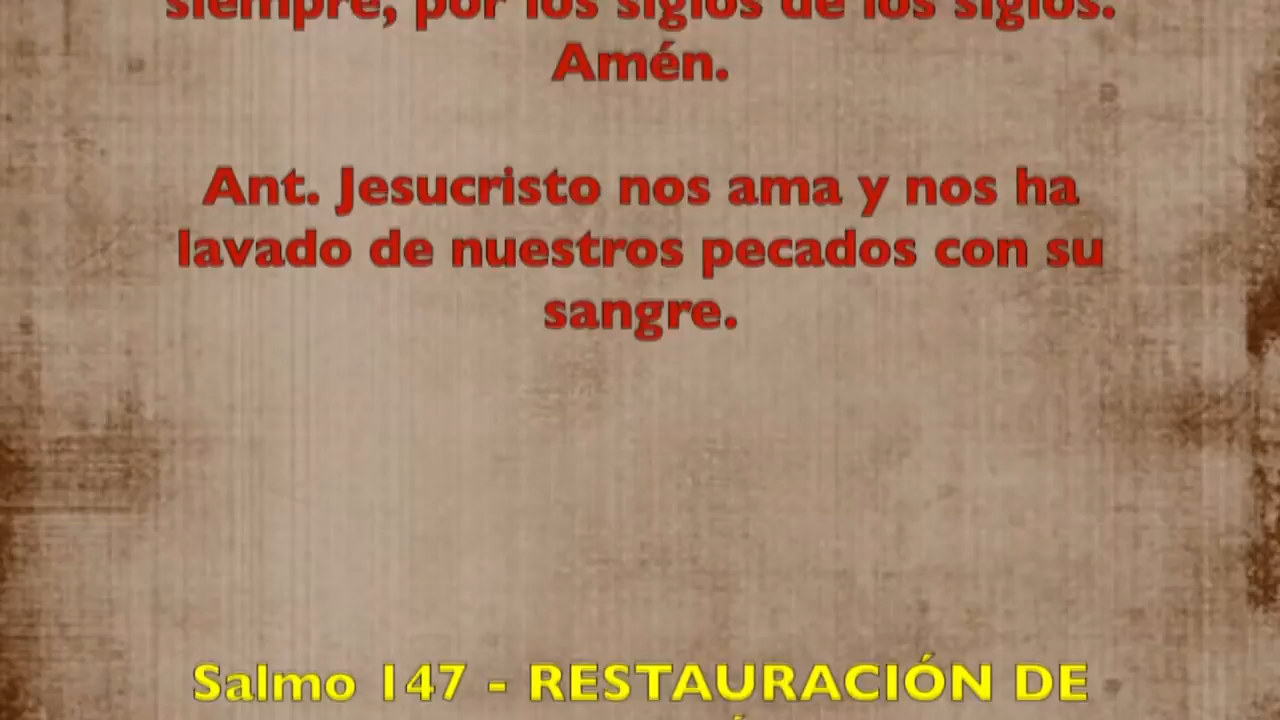 siempre, por los siglos de los siglos.
Amén.
Ant. Jesucristo nos ama y nos ha
lavado de nuestros pecados con su
sangre.
Salmo 147 - RESTAURACIÓN DE